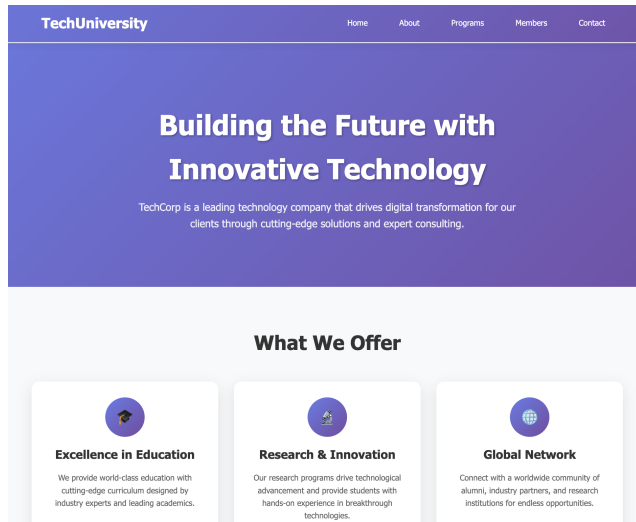 TechUniversity
Home About Programs Members Contact
Building the Future with
Innovative Technology
TechCorp is a leading technology company that drives digital transformation for our
clients through cutting-edge solutions and expert consulting.
What We Offer
Excellence in Education
We provide world-class education with
cutting-edge curriculum designed by
industry experts and leading academics.
Research & Innovation
Our research programs drive technological
advancement and provide students with
hands-on experience in breakthrough
technologies.
Global Network
Connect with a worldwide community of
alumni, industry partners, and research
institutions for endless opportunities.